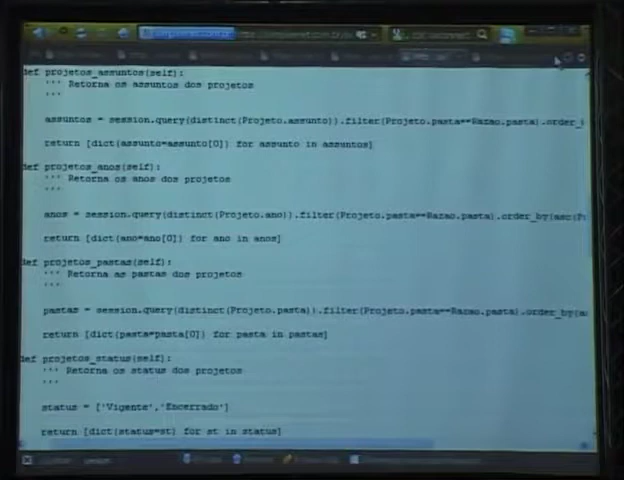 def projetos_assuntos(self):
''' Retorna os assuntos dos projetos
'''
assuntos = session.query(distinct(Projeto.assunto)).filter(Projeto.pasta==Razao.pasta).order_
return [dict(assunto=assunto[0]) for assunto in assuntos]
def projetos_anos(self):
''' Retorna os anos dos projetos
'''
anos = session.query(distinct(Projeto.ano)).filter(Projeto.pasta==Razao.pasta).order_by(asc(P
return [dict(ano=ano[0]) for ano in anos]
def projetos_pastas(self):
''' Retorna as pastas dos projetos
'''
pastas = session.query(distinct(Projeto.pasta)).filter(Projeto.pasta==Razao.pasta).order_by(a
return [dict(pasta=pasta[0]) for pasta in pastas]
def projetos_status(self):
''' Retorna os status dos projetos
'''
status = ['Vigente','Encerrado']
return [dict(status=st) for st in status]